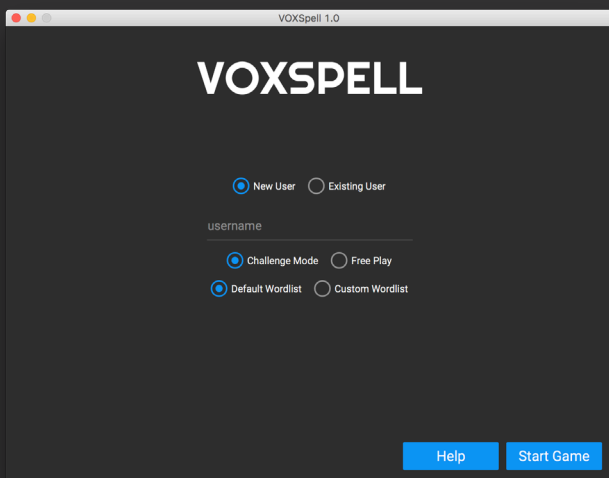 VOXSpell 1.0
VOXSPELL
New User Existing User
username
Challenge Mode Free Play
Default Wordlist Custom Wordlist
Help Start Game